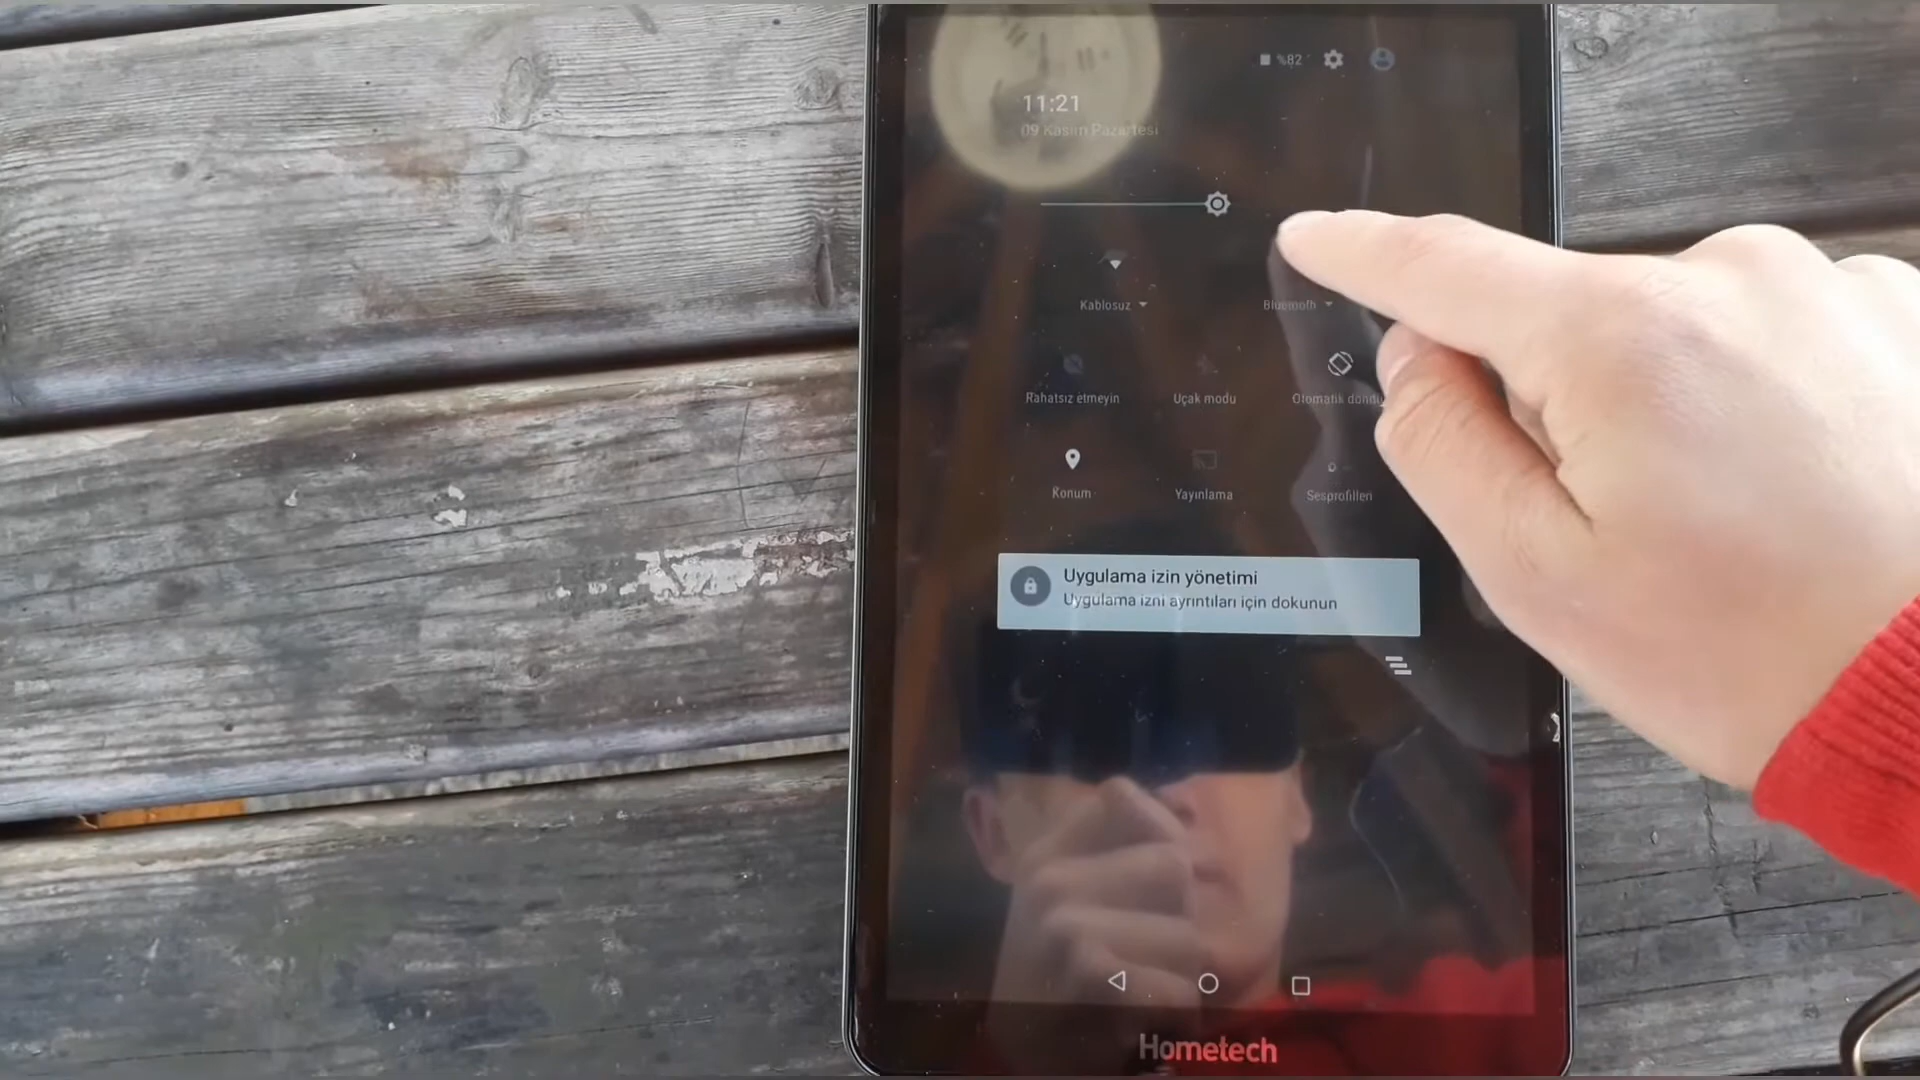 %82
11:21
09 Kasım Pazartesi
Kablosuz
Bluetooth
Rahatsız etmeyin
Uçak modu
Otomatik döndü
Konum
Yayınlama
Sesprofilleri
Uygulama izin yönetimi
Uygulama izni ayrıntıları için dokunun
Hometech